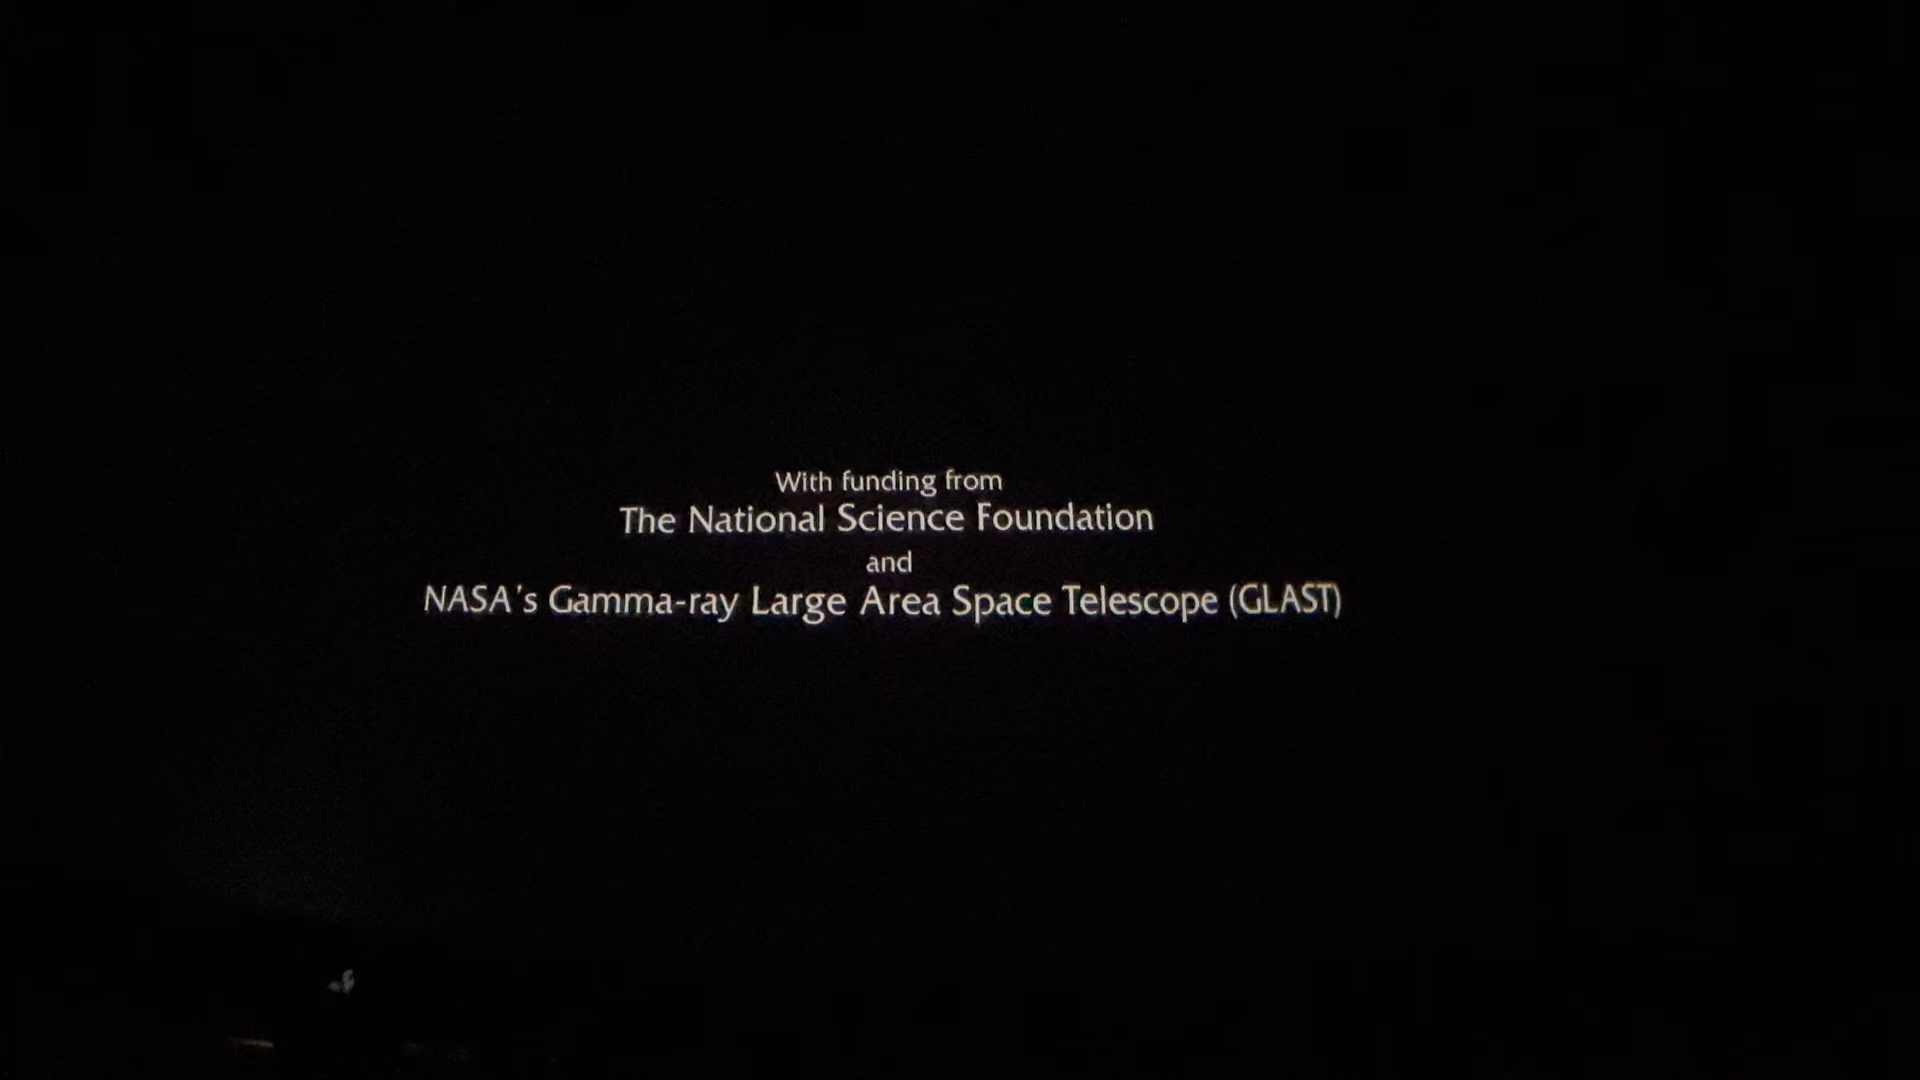 With funding from
The National Science Foundation
and
NASA's Gamma-ray Large Area Space Telescope (GLAST)